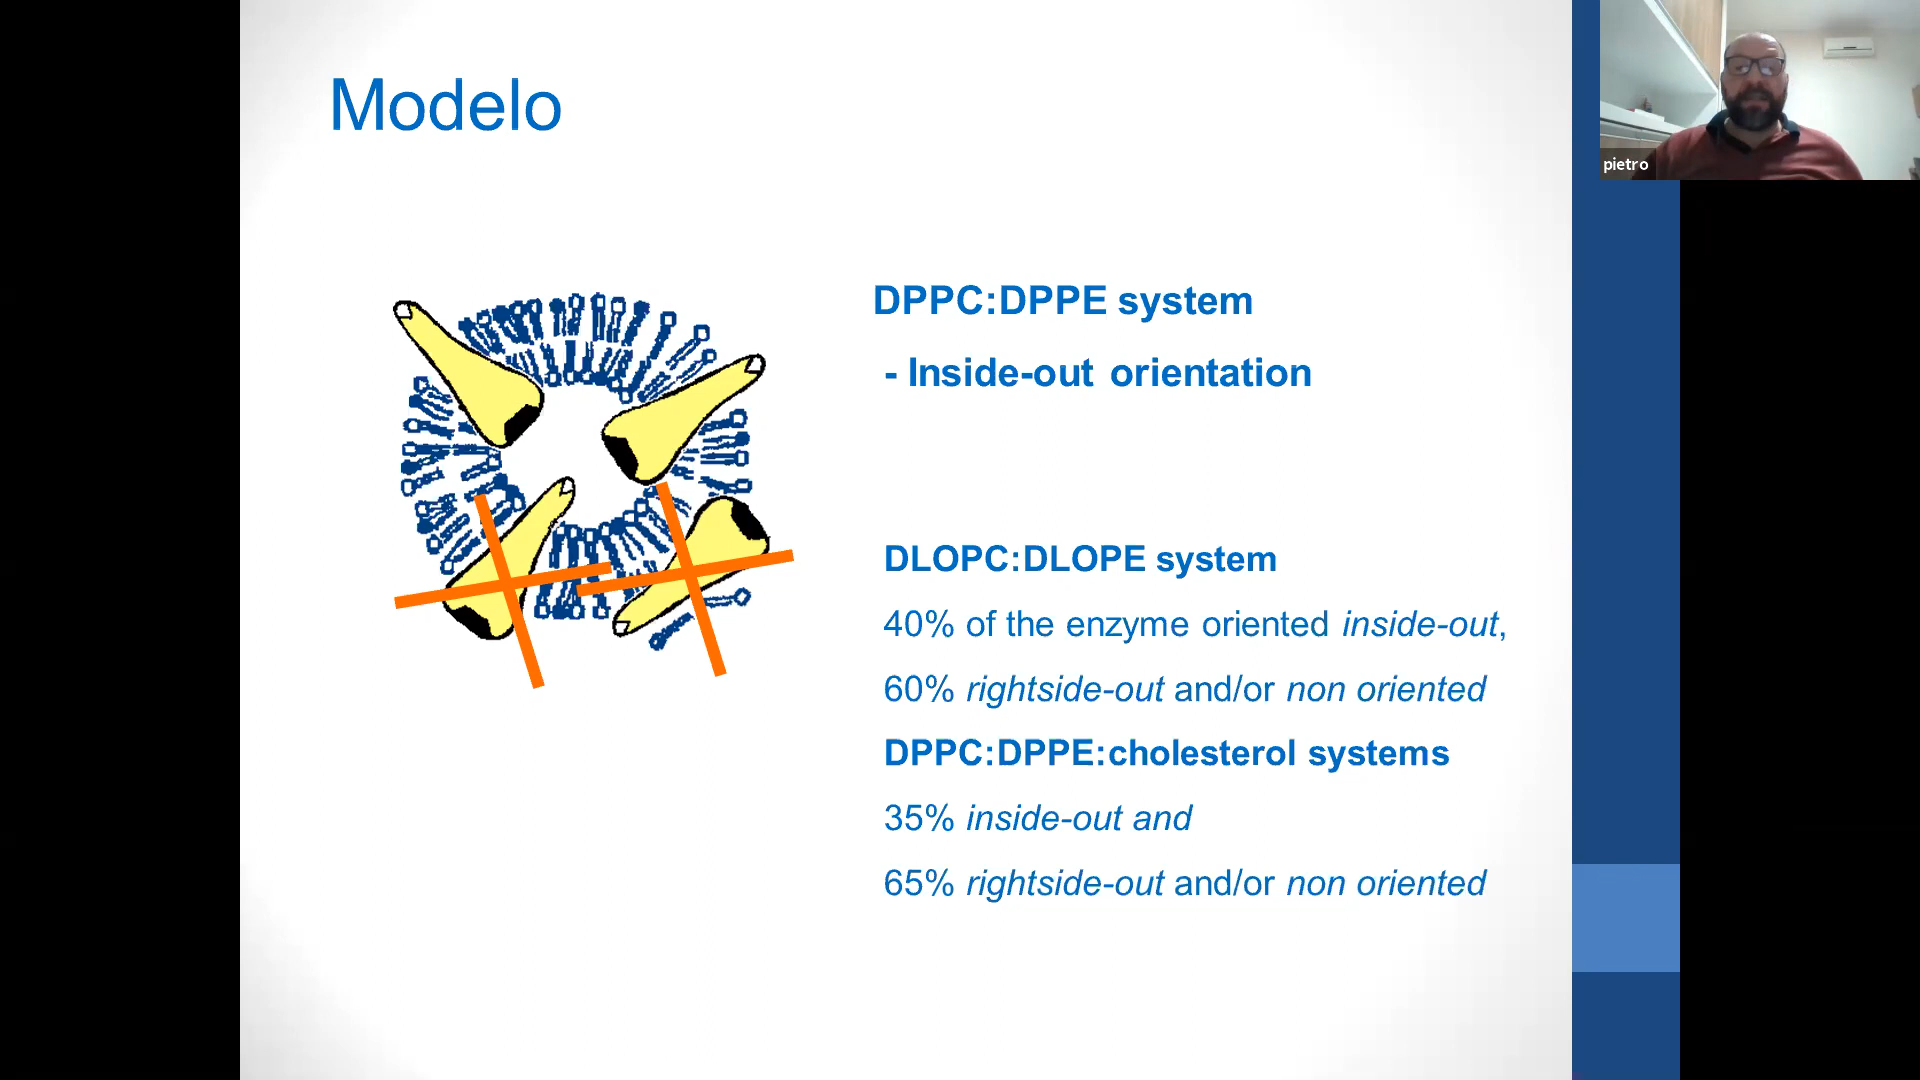 Modelo
pietro
DPPC:DPPE system
- Inside-out orientation
DLOPC:DLOPE system
40% of the enzyme oriented inside-out,
60% rightside-out and/or non oriented
DPPC:DPPE:cholesterol systems
35% inside-out and
65% rightside-out and/or non oriented